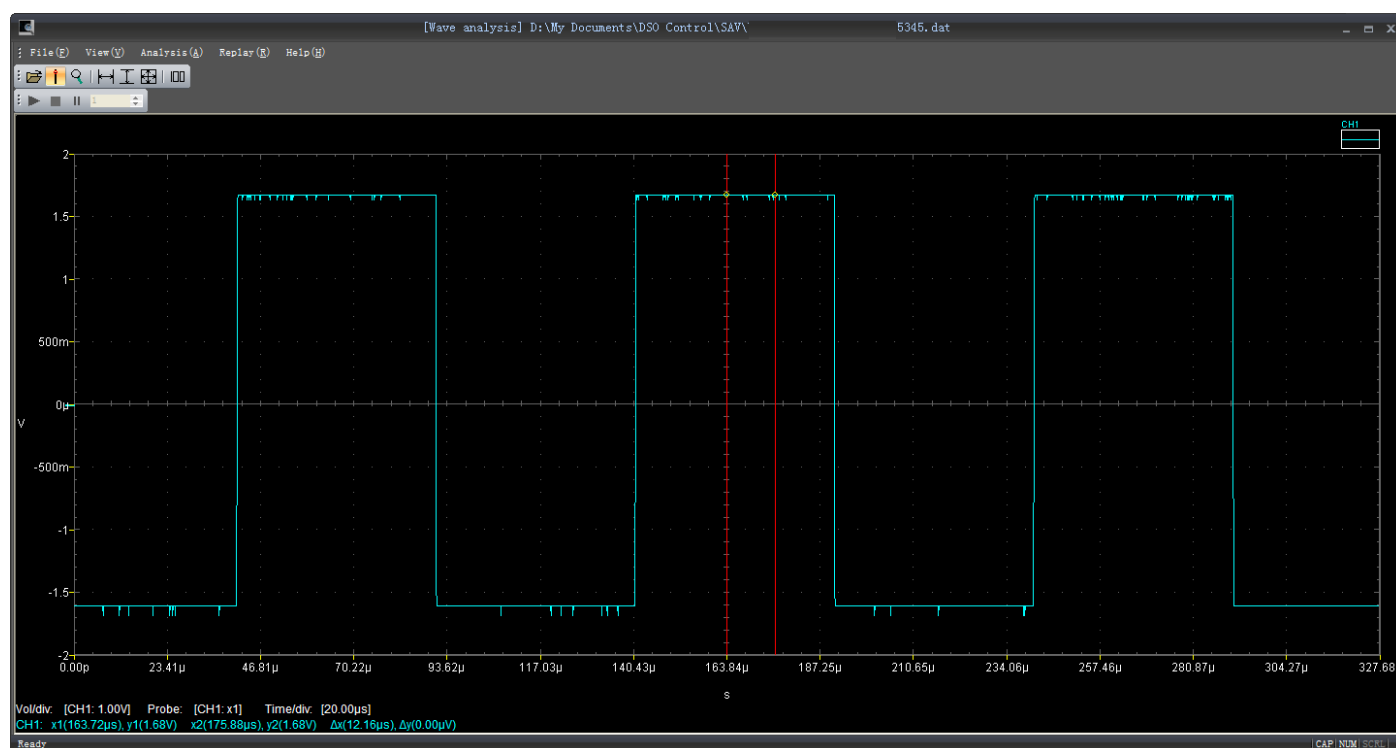 [Wave analysis] D:\My Documents\DSO Control\SAV\' 5345.dat
File(F) View(V) Analysis(A) Replay(R) Help(H)
CH1
2
1.5
1
500m
0μ
V
-500m
-1
-1.5
-2
0.00p 23.41μ 46.81μ 70.22μ 93.62μ 117.03μ 140.43μ 163.84μ 187.25μ 210.65μ 234.06μ 257.46μ 280.87μ 304.27μ 327.68
s
Vol/div: [CH1: 1.00V] Probe: [CH1: x1] Time/div: [20.00μs]
CH1: x1(163.72μs), y1(1.68V) x2(175.88μs), y2(1.68V) Δx(12.16μs), Δy(0.00μV)
Ready CAP NUM SCRL